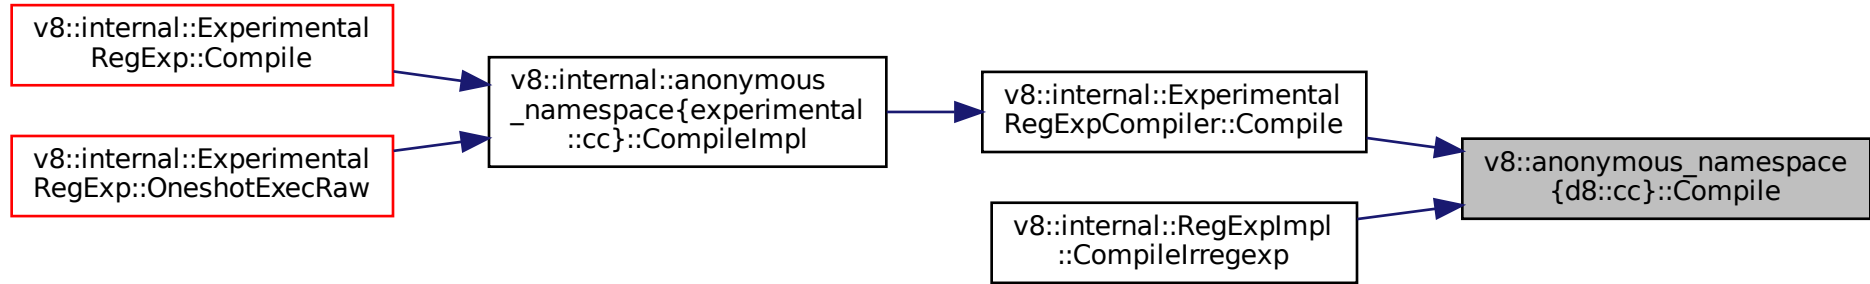 v8::internal::Experimental
RegExp::Compile
v8::internal::Experimental
RegExp::OneshotExecRaw
v8::internal::anonymous
_namespace{experimental
::cc}::CompileImpl
v8::internal::Experimental
RegExpCompiler::Compile
v8::internal::RegExpImpl
::CompileIrregexp
v8::anonymous_namespace
{d8::cc}::Compile